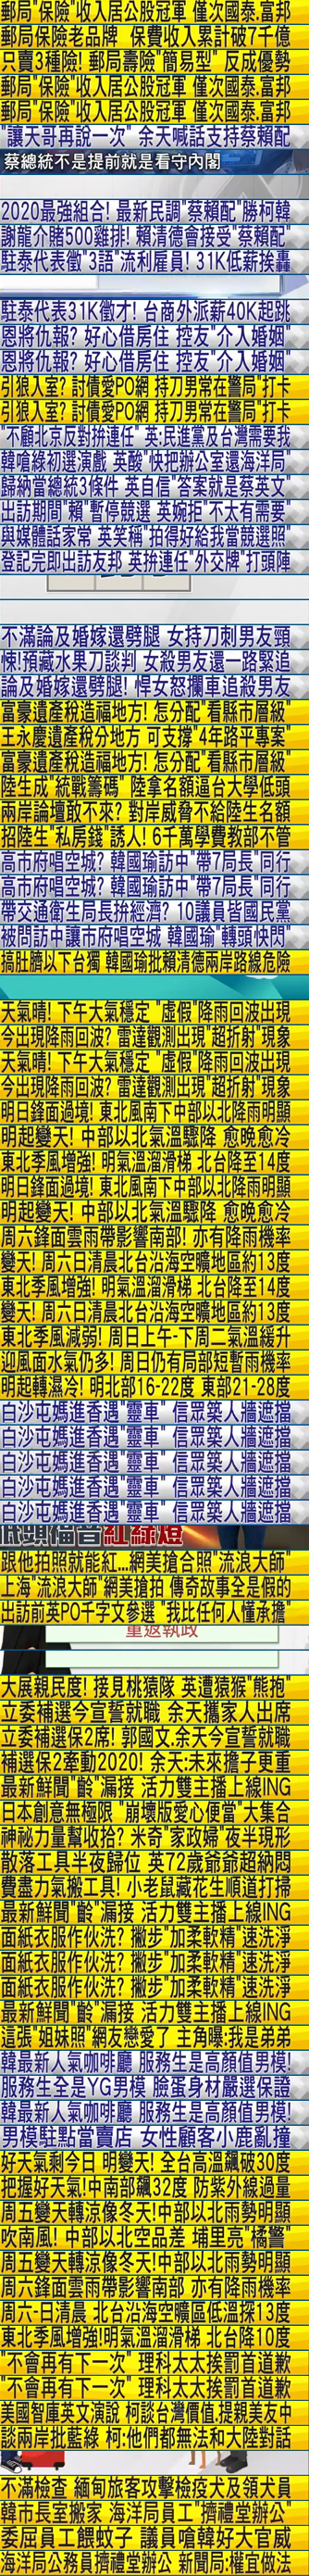 郵局"保險"收入居公股冠軍 僅次國泰.富邦
郵局保險老品牌 保費收入累計破7千億
只賣3種險! 郵局壽險"簡易型" 反成優勢
郵局"保險"收入居公股冠軍 僅次國泰.富邦
郵局"保險"收入居公股冠軍 僅次國泰.富邦
"讓天哥再說一次" 余天喊話支持蔡賴配
蔡總統不是提前就是看守內閣
2020最強組合! 最新民調"蔡賴配"勝柯韓
謝龍介賭500雞排! 賴清德會接受"蔡賴配"
駐泰代表徵"3語"流利雇員! 31K低薪挨轟
駐泰代表31K徵才! 台商外派薪40K起跳
恩將仇報? 好心借房住 控友"介入婚姻"
恩將仇報? 好心借房住 控友"介入婚姻"
引狼入室? 討債愛PO網 持刀男常在警局"打卡
引狼入室? 討債愛PO網 持刀男常在警局"打卡
"不顧北京反對拚連任" 英:民進黨及台灣需要我
韓嗆綠初選演戲 英酸"快把辦公室還海洋局"
歸納當總統3條件 英自信"答案就是蔡英文"
出訪期間"賴"暫停競選 英婉拒"不太有需要"
與媒體話家常 英笑稱"拍得好給我當競選照"
登記完即出訪友邦 英拚連任"外交牌"打頭陣
不滿論及婚嫁還劈腿 女持刀刺男友頸
悚!預藏水果刀談判 女殺男友還一路緊追
論及婚嫁還劈腿! 悍女怒攔車追殺男友
富豪遺產稅造福地方! 怎分配"看縣市層級"
王永慶遺產稅分地方 可支撐"4年路平專案"
富豪遺產稅造福地方! 怎分配"看縣市層級"
陸生成"統戰籌碼" 陸拿名額逼台大學低頭
兩岸論壇敢不來? 對岸威脅不給陸生名額
招陸生"私房錢"誘人! 6千萬學費教部不管
高市府唱空城? 韓國瑜訪中"帶7局長"同行
高市府唱空城? 韓國瑜訪中"帶7局長"同行
帶交通衛生局長拚經濟? 10議員皆國民黨
被問訪中讓市府唱空城 韓國瑜"轉頭快閃"
搞肚臍以下台獨 韓國瑜批賴清德兩岸路線危險
天氣晴! 下午大氣穩定 "虛假"降雨回波出現
今出現降雨回波? 雷達觀測出現"超折射"現象
天氣晴! 下午大氣穩定 "虛假"降雨回波出現
今出現降雨回波? 雷達觀測出現"超折射"現象
明日鋒面過境! 東北風南下中部以北降雨明顯
明起變天! 中部以北氣溫驟降 愈晚愈冷
東北季風增強! 明氣溫溜滑梯 北台降至14度
明日鋒面過境! 東北風南下中部以北降雨明顯
明起變天! 中部以北氣溫驟降 愈晚愈冷
周六鋒面雲雨帶影響南部! 亦有降雨機率
變天! 周六日清晨北台沿海空曠地區約13度
東北季風增強! 明氣溫溜滑梯 北台降至14度
變天! 周六日清晨北台沿海空曠地區約13度
東北季風減弱! 周日上午-下周二氣溫緩升
迎風面水氣仍多! 周日仍有局部短暫雨機率
明起轉濕冷! 明北部16-22度 東部21-28度
白沙屯媽進香遇"靈車" 信眾築人牆遮擋
白沙屯媽進香遇"靈車" 信眾築人牆遮擋
白沙屯媽進香遇"靈車" 信眾築人牆遮擋
白沙屯媽進香遇"靈車" 信眾築人牆遮擋
白沙屯媽進香遇"靈車" 信眾築人牆遮擋
低頭偏冒紅綠燈
跟他拍照就能紅...網美搶合照"流浪大師"
上海"流浪大師"網美搶拍 傳奇故事全是假的
出訪前英PO千字文參選 "我比任何人懂承擔"
重返執政
大展親民度! 接見桃猿隊 英遭猿猴"熊抱"
立委補選今宣誓就職 余天攜家人出席
立委補選保2席! 郭國文.余天今宣誓就職
補選保2牽動2020! 余天:未來擔子更重
最新鮮聞"齡"漏接 活力雙主播上線ING
日本創意無極限 "崩壞版愛心便當"大集合
神祕力量幫收拾? 米奇"家政婦"夜半現形
散落工具半夜歸位 英72歲爺爺超納悶
費盡力氣搬工具! 小老鼠藏花生順道打掃
最新鮮聞"齡"漏接 活力雙主播上線ING
面紙衣服作伙洗? 撇步"加柔軟精"速洗淨
面紙衣服作伙洗? 撇步"加柔軟精"速洗淨
面紙衣服作伙洗? 撇步"加柔軟精"速洗淨
最新鮮聞"齡"漏接 活力雙主播上線ING
這張"姐妹照"網友戀愛了 主角曝:我是弟弟
韓最新人氣咖啡廳 服務生是高顏值男模!
服務生全是YG男模 臉蛋身材嚴選保證
韓最新人氣咖啡廳 服務生是高顏值男模!
男模駐點當賣店 女性顧客小鹿亂撞
好天氣剩今日 明變天! 全台高溫飆破30度
把握好天氣!中南部飆32度 防紫外線過量
周五變天轉涼像冬天!中部以北雨勢明顯
吹南風! 中部以北空品差 埔里亮"橘警"
周五變天轉涼像冬天!中部以北雨勢明顯
周六鋒面雲雨帶影響南部 亦有降雨機率
周六-日清晨 北台沿海空曠區低溫探13度
東北季風增強!明氣溫溜滑梯 北台降10度
"不會再有下一次" 理科太太挨罰首道歉
"不會再有下一次" 理科太太挨罰首道歉
美國智庫英文演說 柯談台灣價值.提親美友中
談兩岸批藍綠 柯:他們都無法和大陸對話
不滿檢查 緬甸旅客攻擊檢疫犬及領犬員
韓市長室搬家 海洋局員工"擠禮堂辦公"
委屈員工餵蚊子 議員嗆韓好大官威
海洋局公務員擠禮堂辦公 新聞局:權宜做法